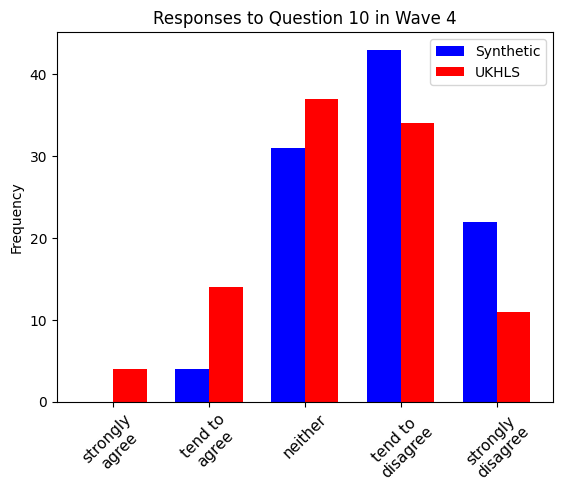 Responses to Question 10 in Wave 4
Synthetic
UKHLS
Frequency
40
30
20
10
0
strongly
agree
tend to
agree
neither
tend to
disagree
strongly
disagree